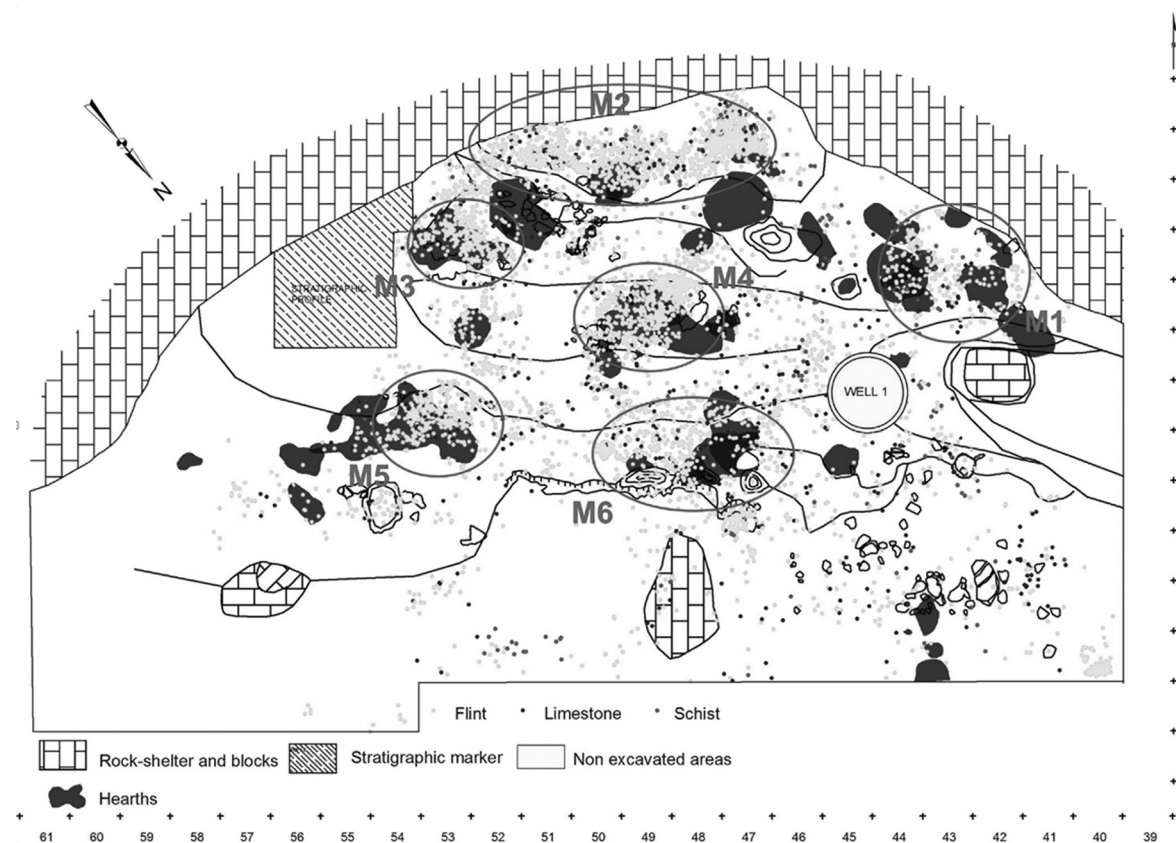 N
M2
M3
M4
STRATIGRAPHIC
PROFILE
M1
WELL 1
M5
M6
Flint
Limestone
Schist
Rock-shelter and blocks
Stratigraphic marker
Non excavated areas
Hearths
61 60 59 58 57 56 55 54 53 52 51 50 49 48 47 46 45 44 43 42 41 40 39